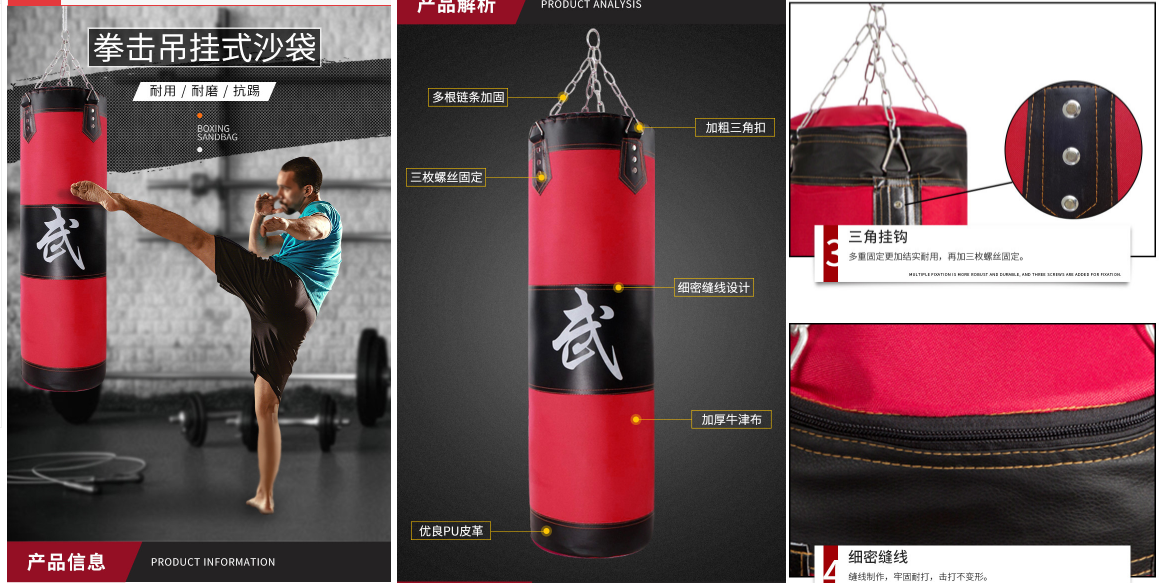 拳击吊挂式沙袋
耐用 / 耐磨 / 抗踢
BOXING
SANDBAG
武
产品信息
PRODUCT INFORMATION
产品解析
PRODUCT ANALYSIS
多根链条加固
加粗三角扣
三枚螺丝固定
细密缝线设计
武
加厚牛津布
优良PU皮革
3
三角挂钩
多重固定更加结实耐用，再加三枚螺丝固定。
MULTIPLE FIXATION IS MORE ROBUST AND DURABLE, AND THREE SCREWS ARE ADDED FOR FIXATION.
4
细密缝线
缝线制作，牢固耐打，击打不变形。